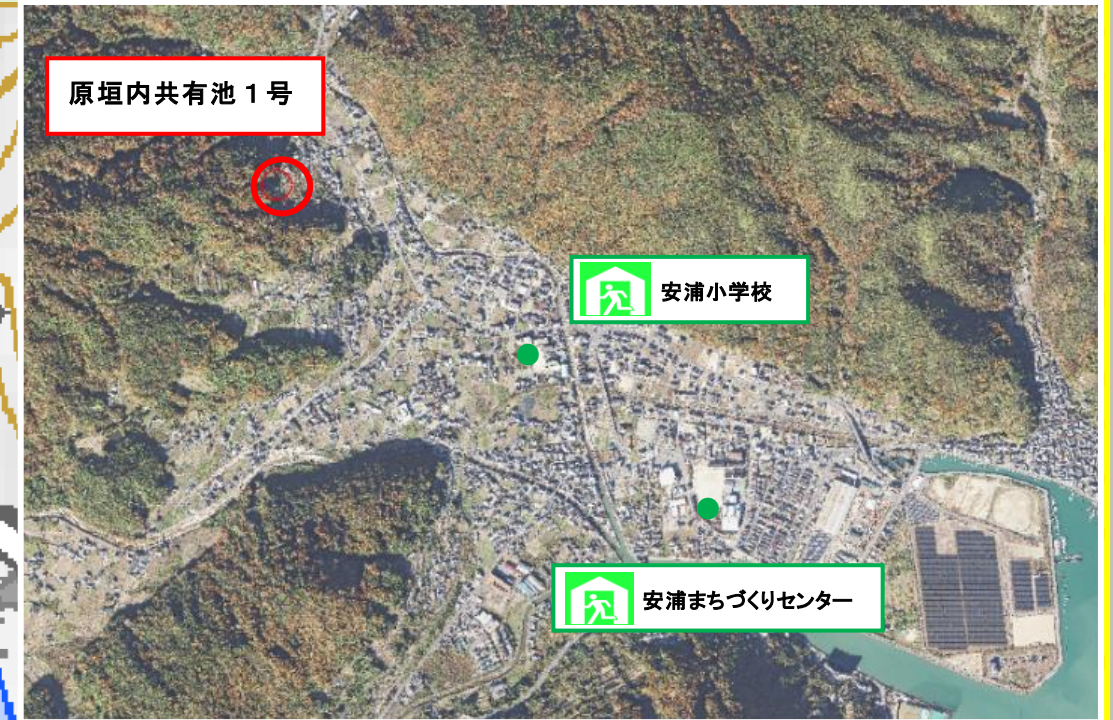 原垣内共有池１号
安浦小学校
安浦まちづくりセンター